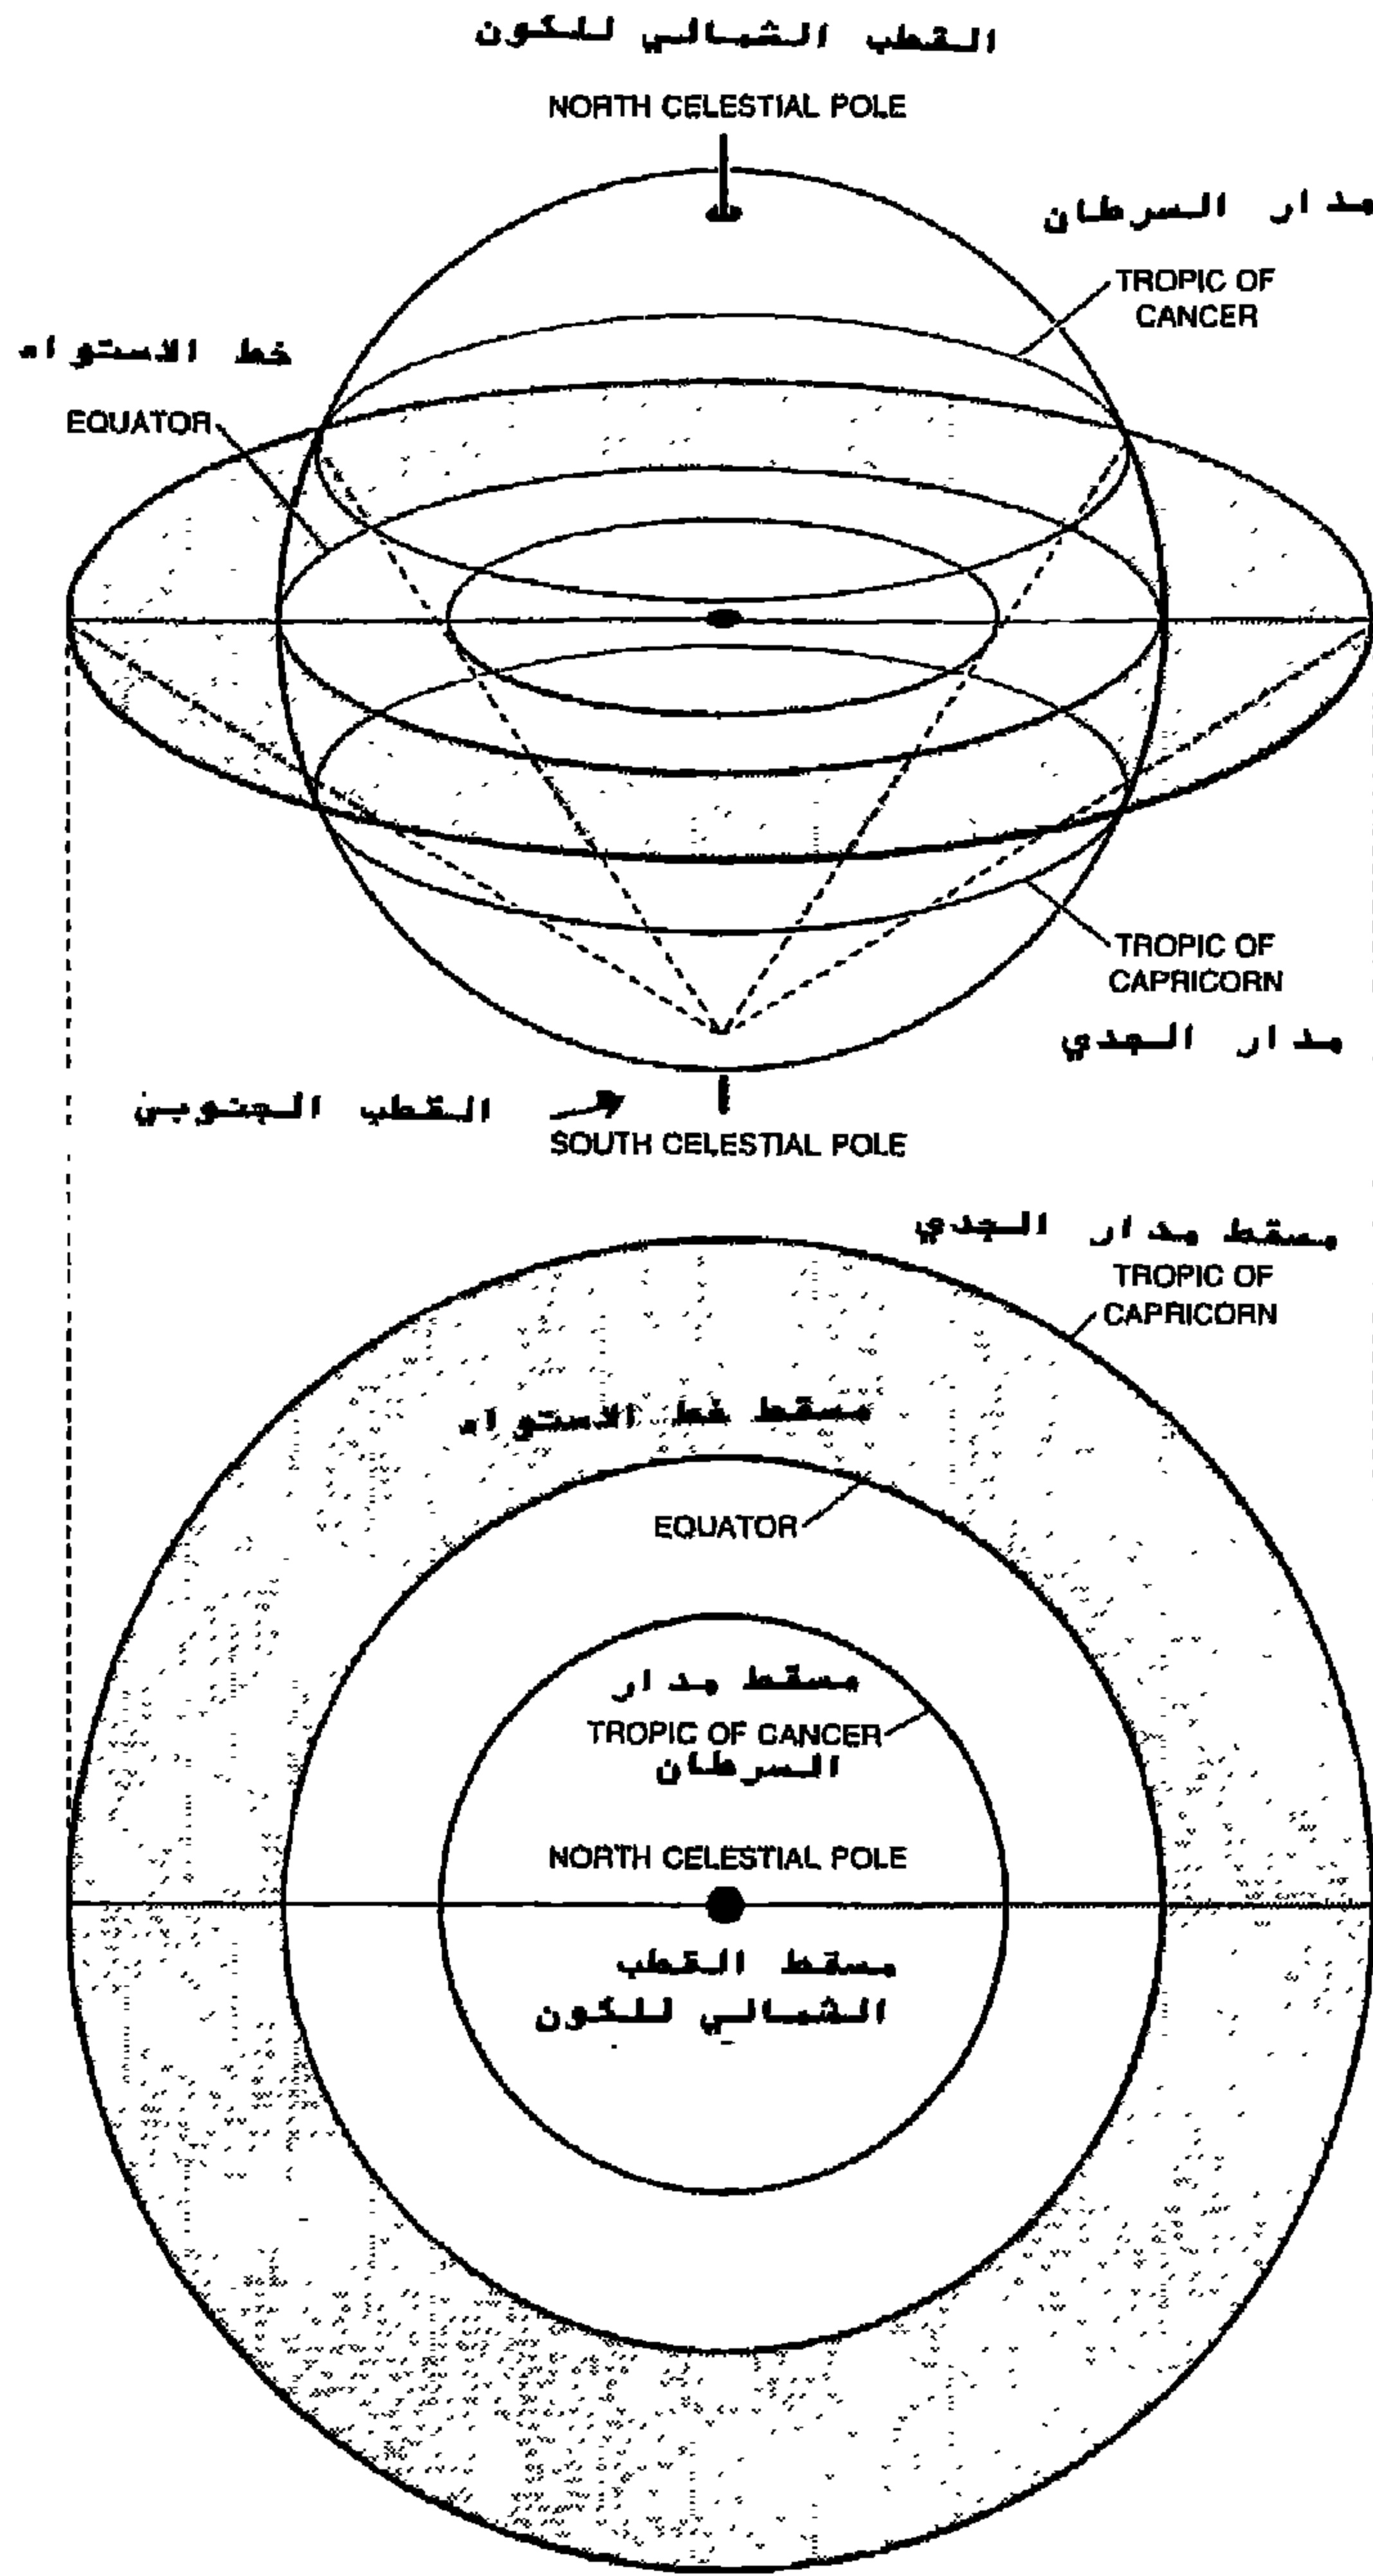 القطب الشمالي للكون
NORTH CELESTIAL POLE
مدار السرطان
TROPIC OF
CANCER
خط الاستواء
EQUATOR
TROPIC OF
CAPRICORN
مدار الجدي
القطب الجنوبي
SOUTH CELESTIAL POLE
مسقط مدار الجدي
TROPIC OF
CAPRICORN
مسقط خط الاستواء
EQUATOR
مسقط مدار
TROPIC OF CANCER
السرطان
NORTH CELESTIAL POLE
مسقط القطب
الشمالي للكون